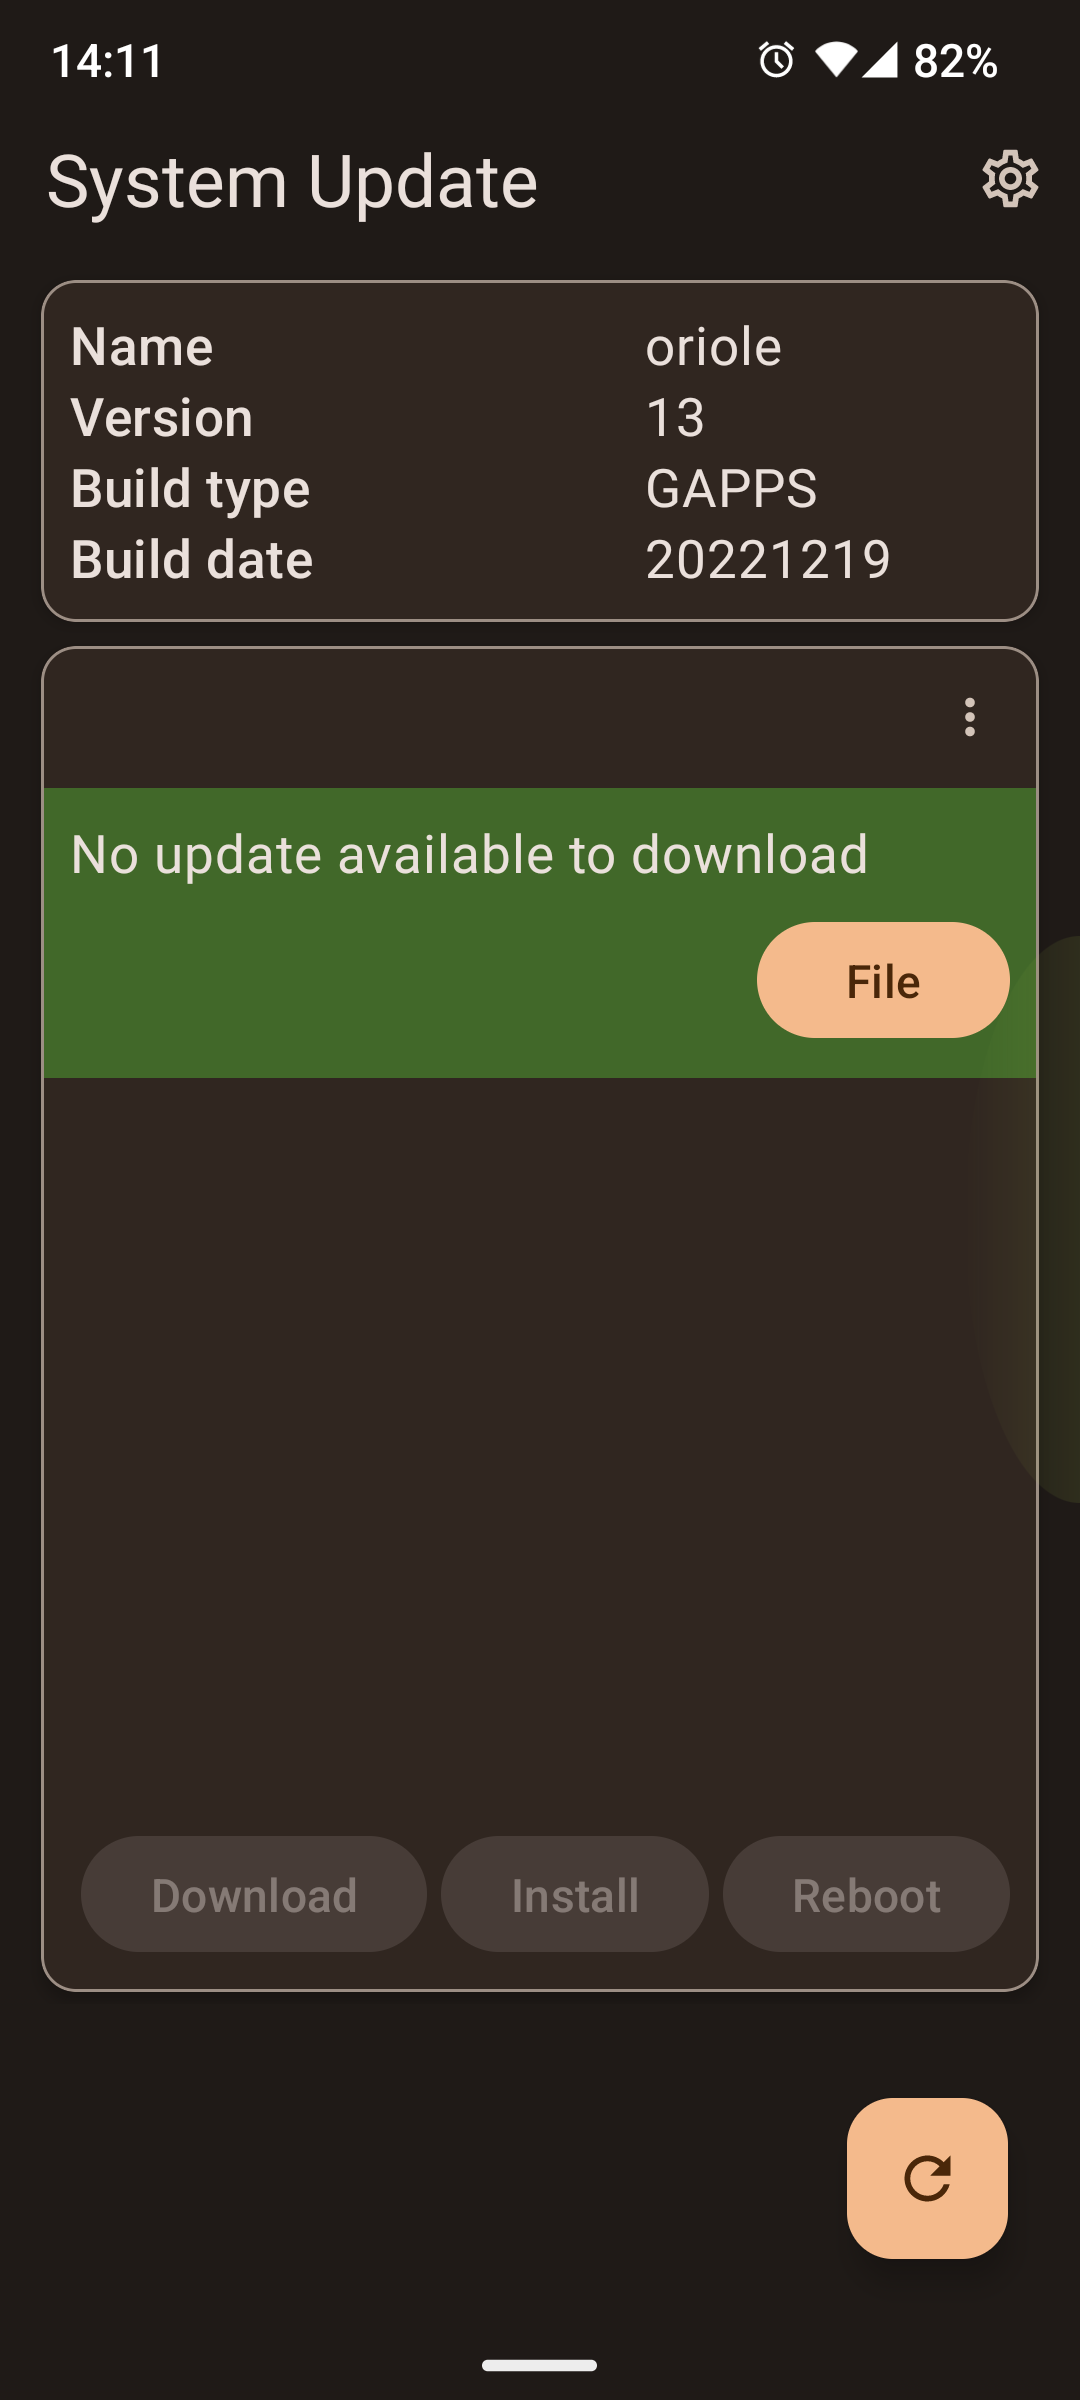 14:11 82%
System Update
Name oriole
Version 13
Build type GAPPS
Build date 20221219
No update available to download
File
Download Install Reboot